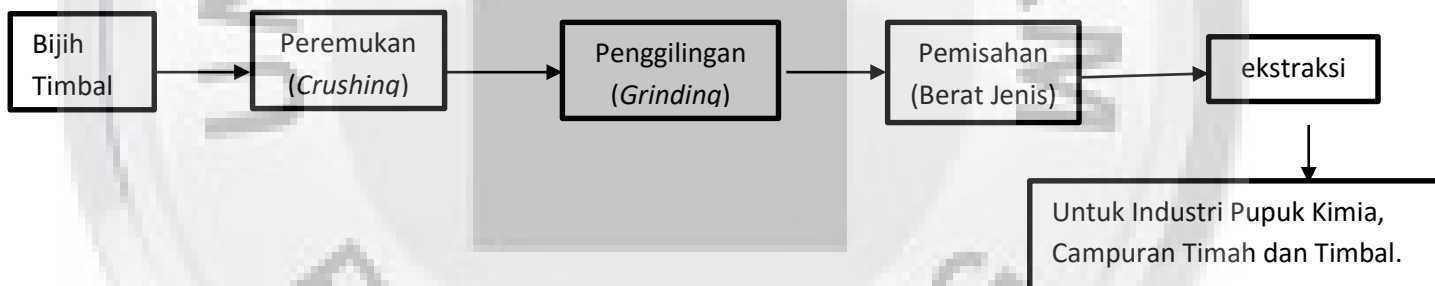 Bijih
Timbal
Peremukan
(Crushing)
Penggilingan
(Grinding)
Pemisahan
(Berat Jenis)
ekstraksi
Untuk Industri Pupuk Kimia,
Campuran Timah dan Timbal.